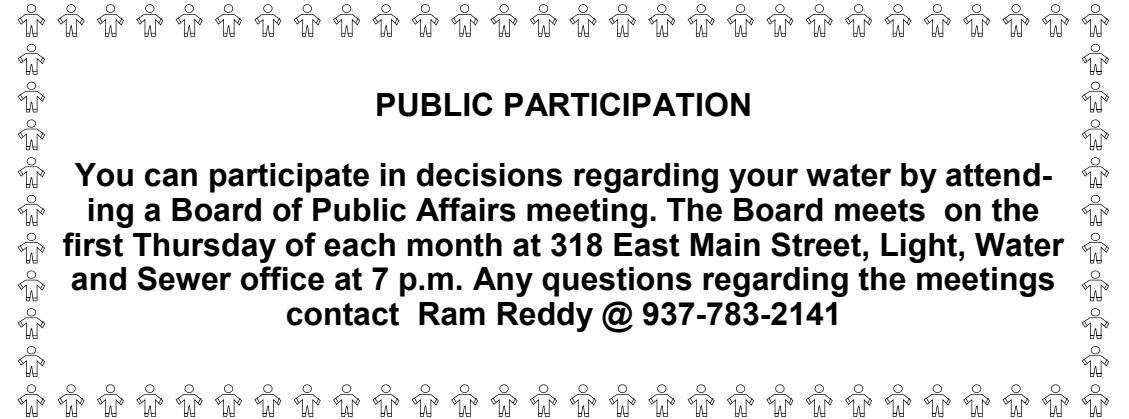 PUBLIC PARTICIPATION
You can participate in decisions regarding your water by attend-
ing a Board of Public Affairs meeting. The Board meets  on the
first Thursday of each month at 318 East Main Street, Light, Water
and Sewer office at 7 p.m. Any questions regarding the meetings
contact  Ram Reddy @ 937-783-2141